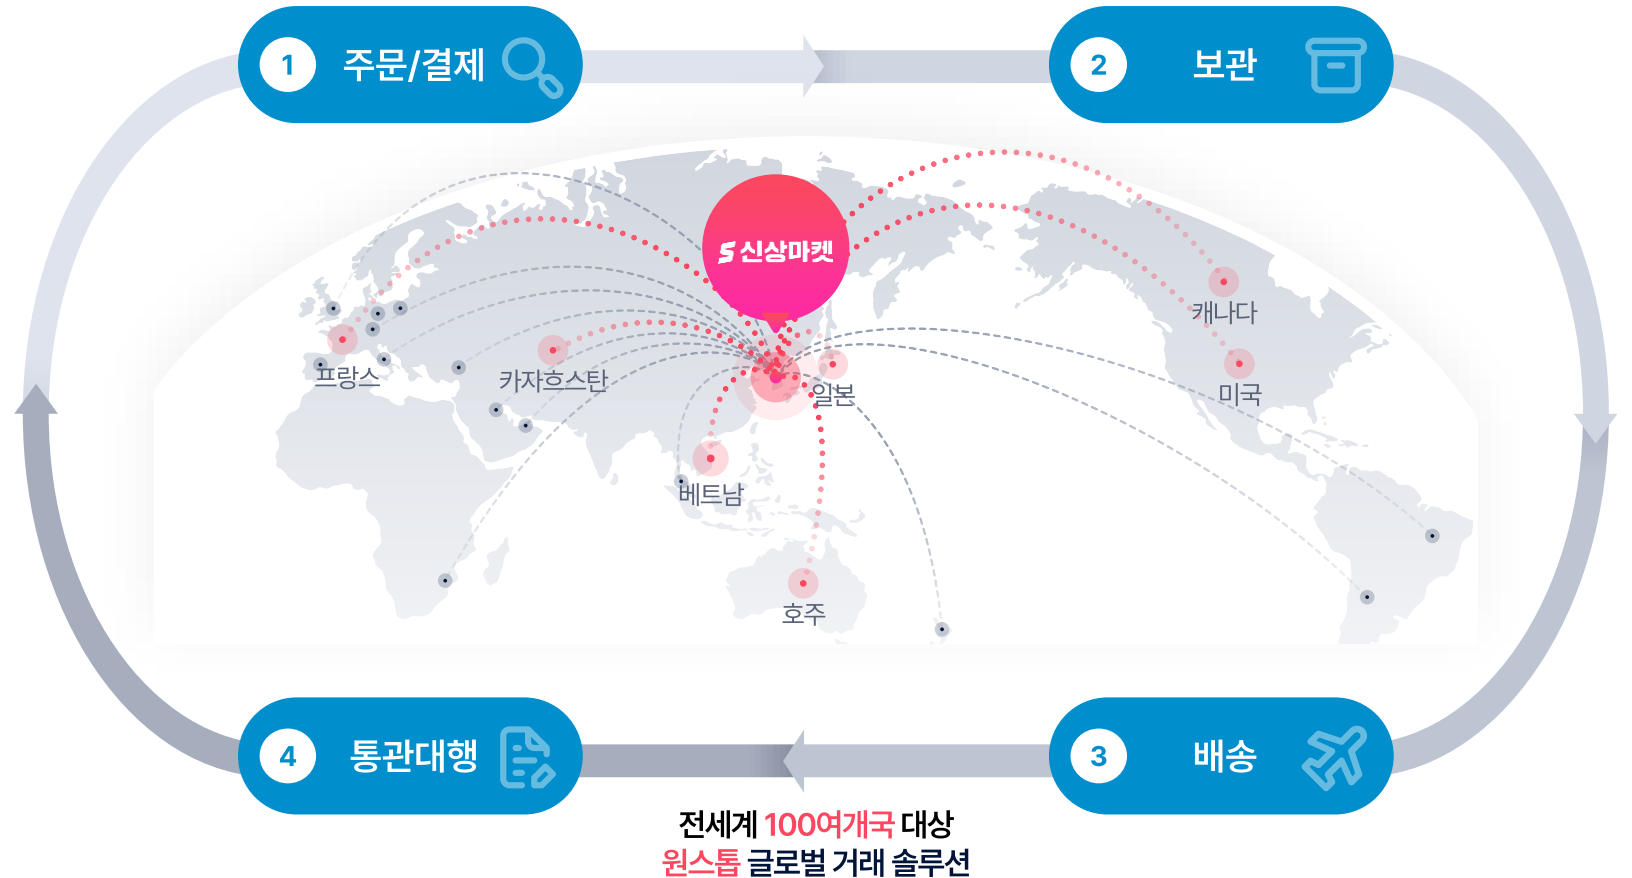 1 주문/결제
2 보관
신상마켓
캐나다
프랑스
카자흐스탄
일본
미국
베트남
호주
4 통관대행
3 배송
전세계 100여개국 대상
원스톱 글로벌 거래 솔루션